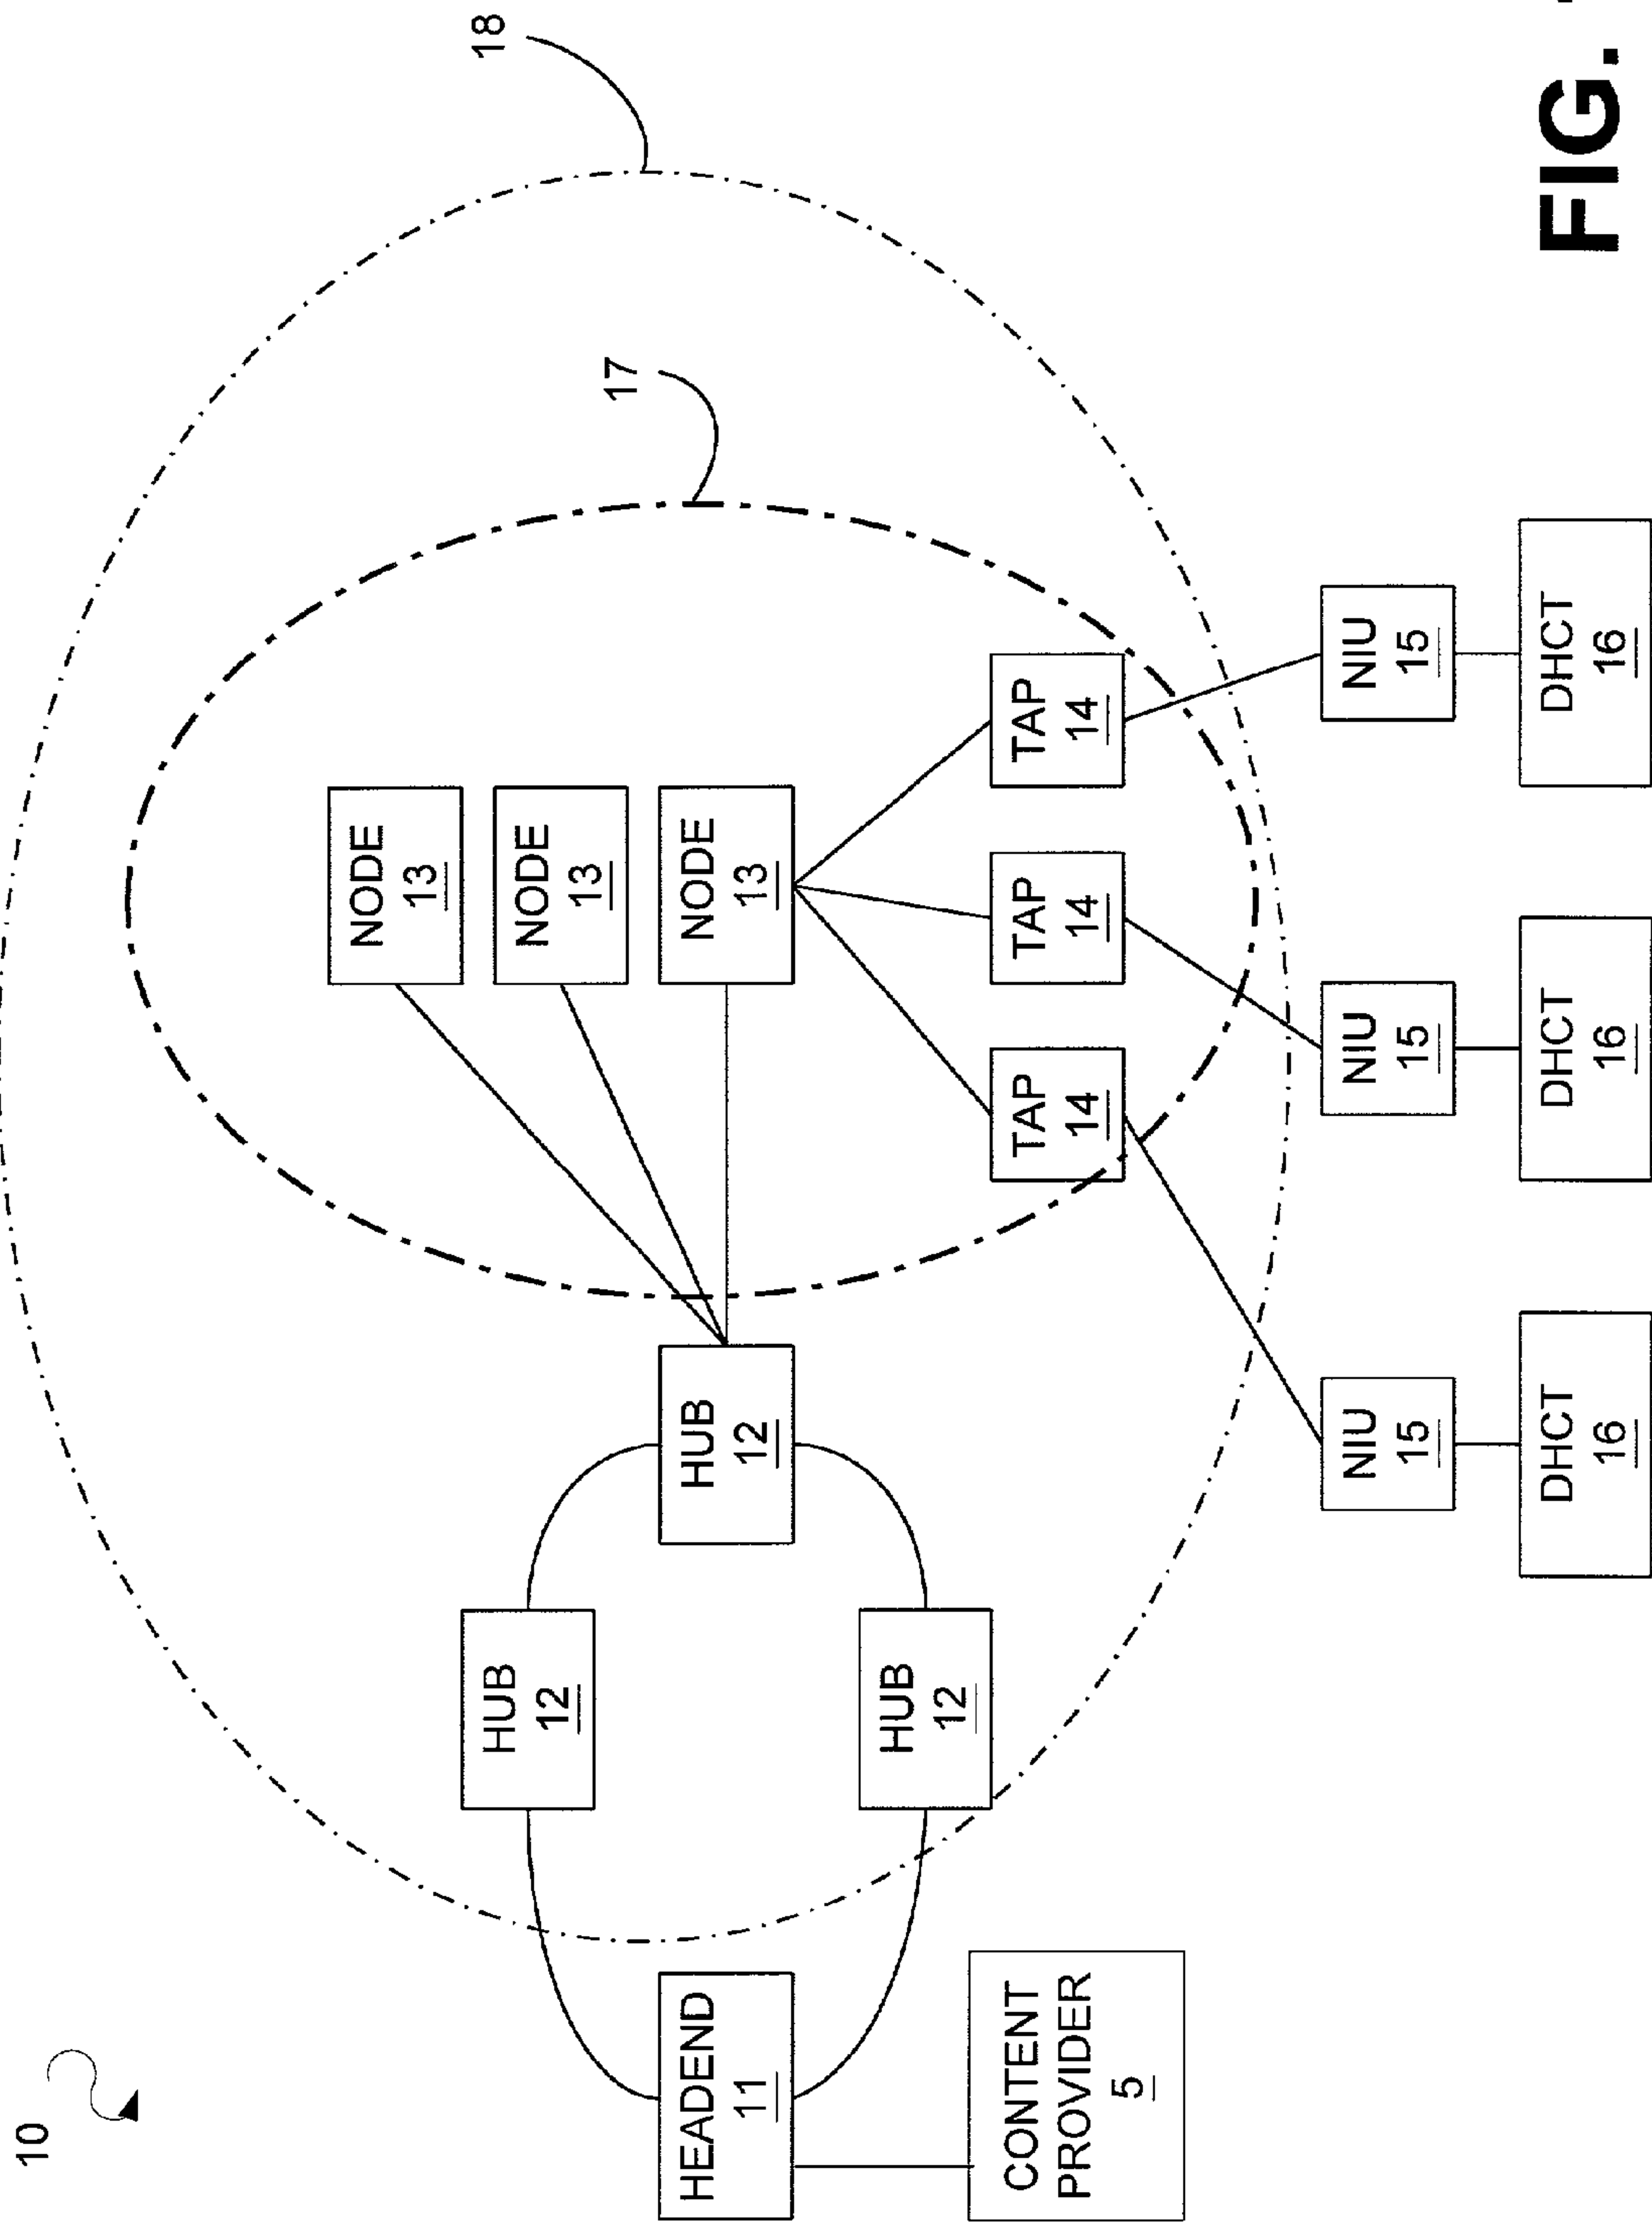 10
18
17
NODE
13
HUB
12
NODE
13
HEADEND
11
HUB
12
NODE
13
HUB
12
CONTENT
PROVIDER
5
TAP
14
TAP
14
TAP
14
NIU
15
NIU
15
NIU
15
DHCT
16
DHCT
16
DHCT
16
FIG.